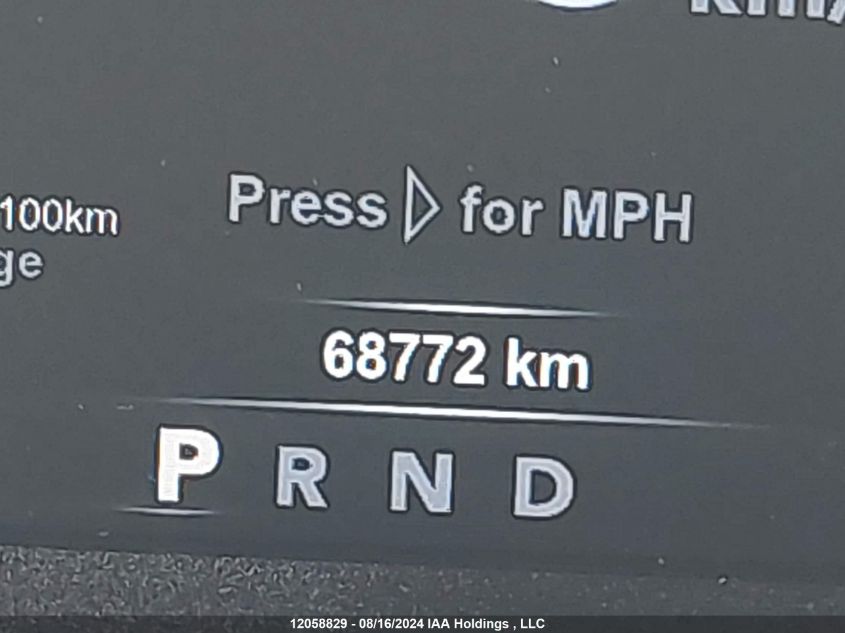 100km
Press ▷ for MPH
68772 km
P R N D
12058829 - 08/16/2024 IAA Holdings , LLC